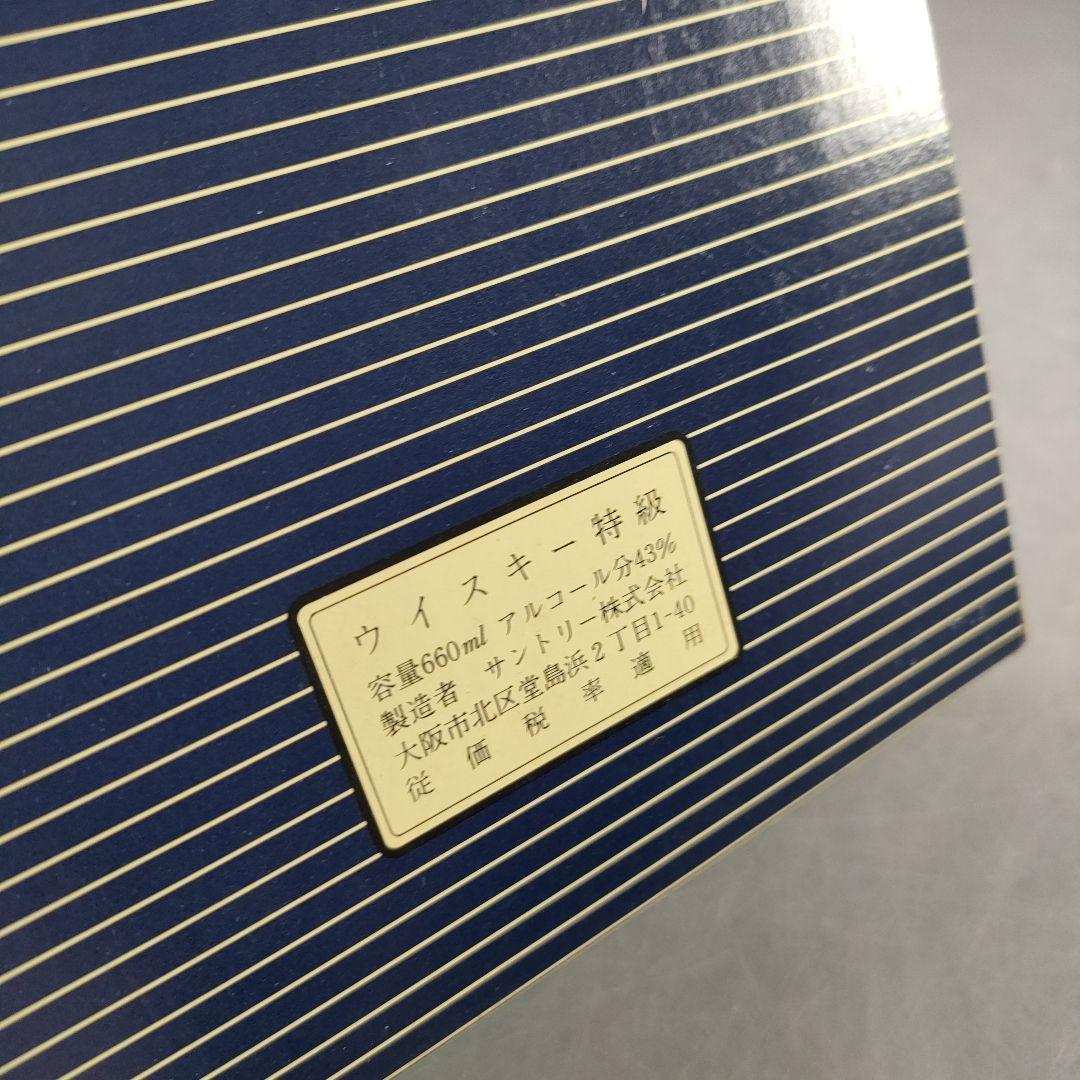 ウイスキー特級
容量660ml アルコール分43%
製造者 サントリー株式会社
大阪市北区堂島浜2丁目1-40
従価税率適用